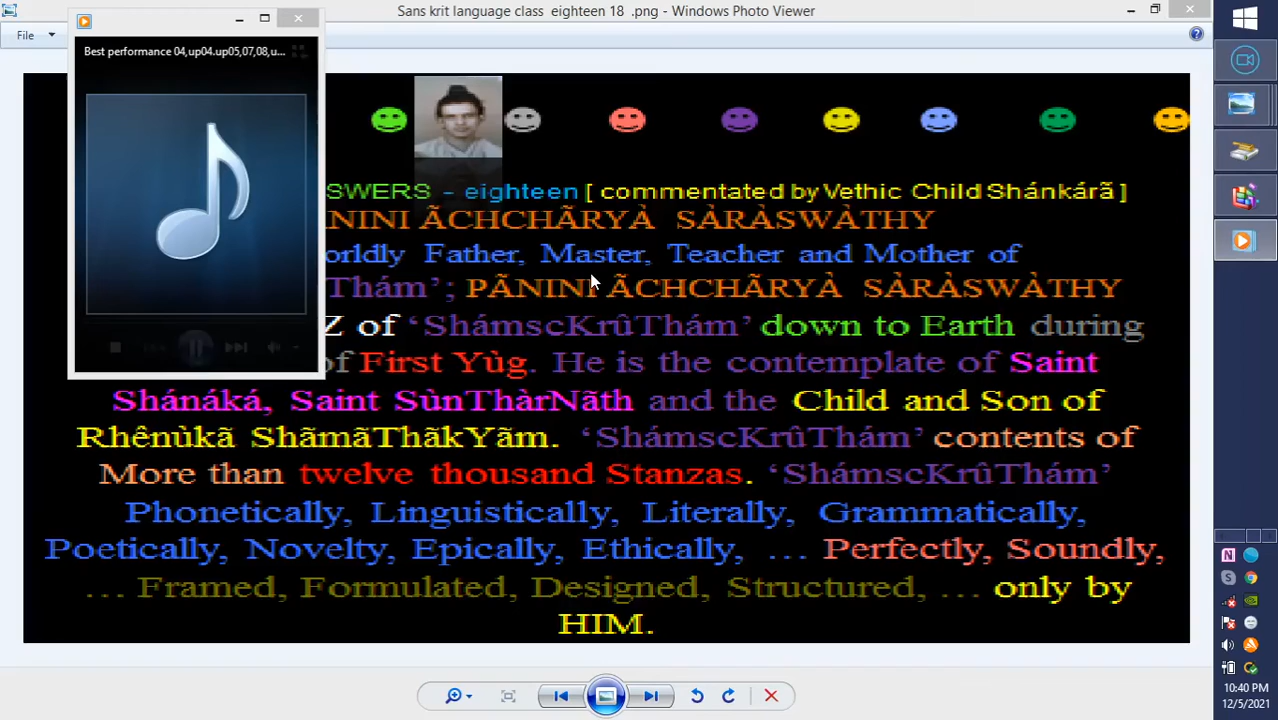 Sans krit language class eighteen 18 .png - Windows Photo Viewer
File
Best performance 04,up04.up05,07,08,u...
SWERS - eighteen [ commentated by Vethic Child Shánkárã ]
NINI ÃCHCHÃRYÀ SÀRÀSWÀTHY
orldly Father, Master, Teacher and Mother of
Thám’; PÃNINI ÃCHCHÃRYÀ SÀRÀSWÀTHY
Z of ‘ShámscKrûThám’ down to Earth during
of First Yùg. He is the contemplate of Saint
Shánáká, Saint SùnThàrNãth and the Child and Son of
Rhênùkã ShãmãThãkYãm. ‘ShámscKrûThám’ contents of
More than twelve thousand Stanzas. ‘ShámscKrûThám’
Phonetically, Linguistically, Literally, Grammatically,
Poetically, Novelty, Epically, Ethically, ... Perfectly, Soundly,
... Framed, Formulated, Designed, Structured, ... only by
HIM.
10:40 PM
12/5/2021